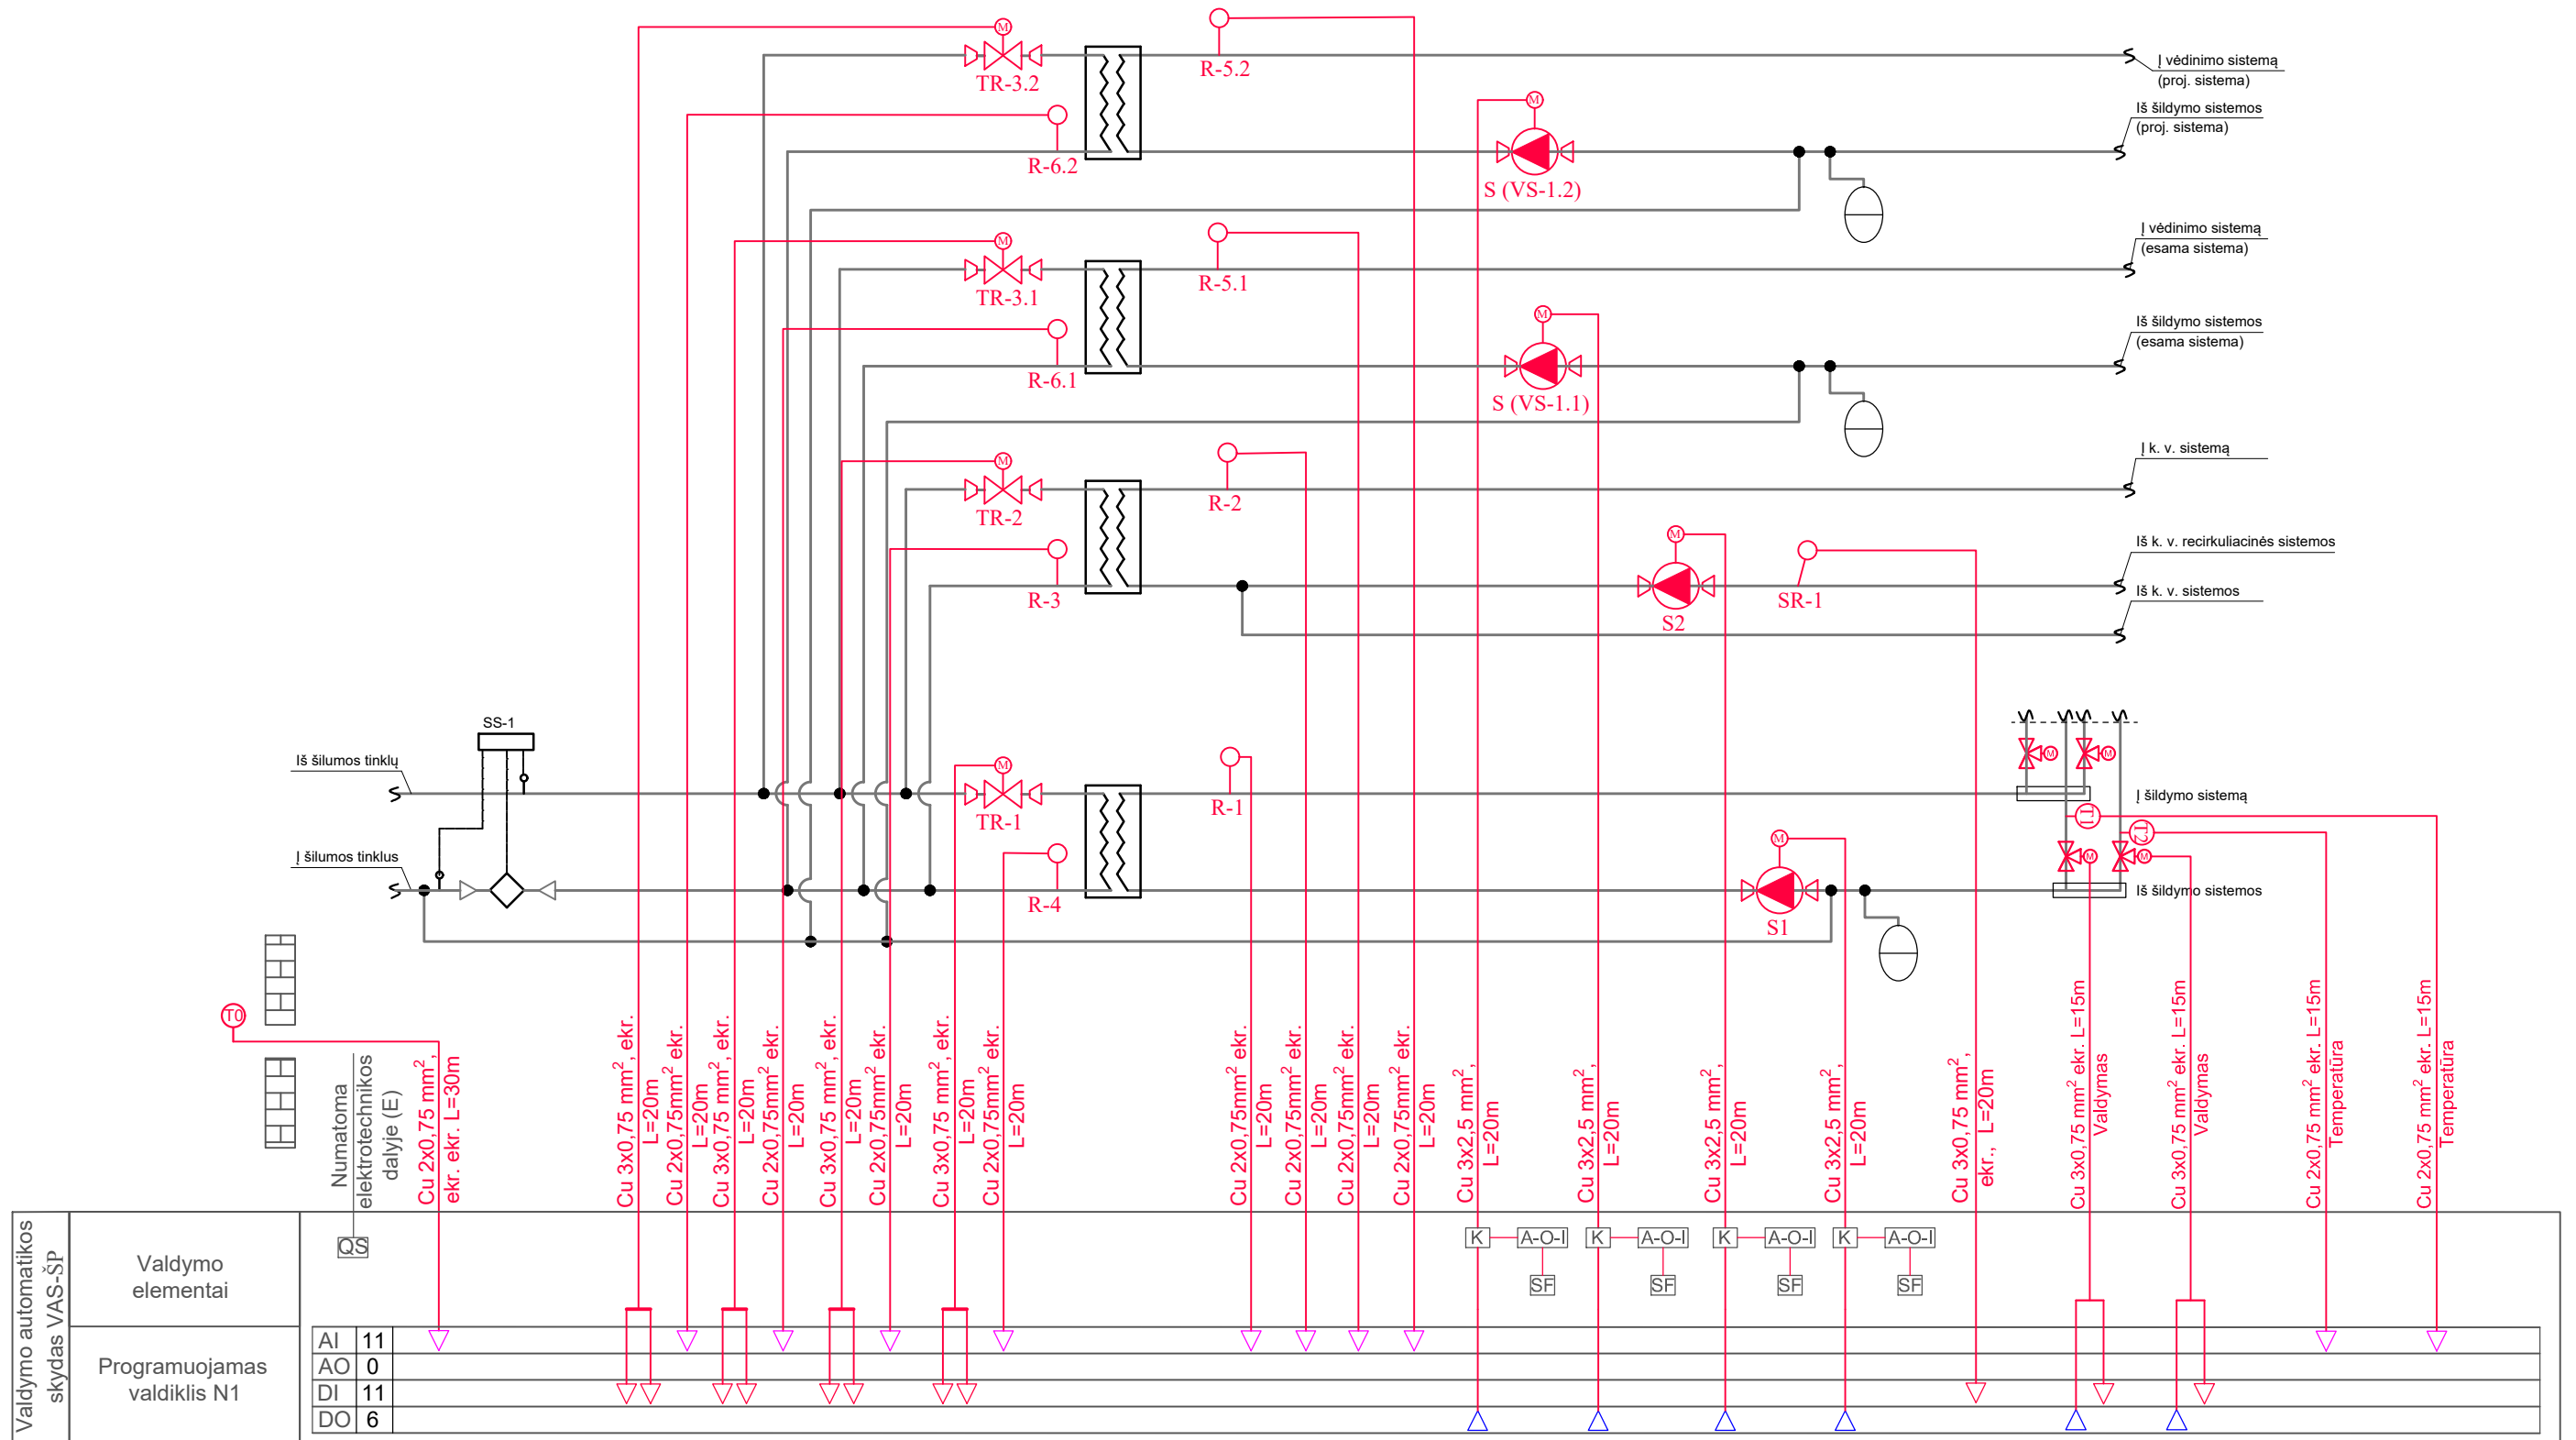 M
TR-3.2
R-5.2
Į vėdinimo sistemą
(proj. sistema)
R-6.2
M
S (VS-1.2)
Iš šildymo sistemos
(proj. sistema)
M
TR-3.1
R-5.1
Į vėdinimo sistemą
(esama sistema)
R-6.1
M
S (VS-1.1)
Iš šildymo sistemos
(esama sistema)
M
TR-2
R-2
Į k. v. sistemą
R-3
M
S2
SR-1
Iš k. v. recirkuliacinės sistemos
Iš k. v. sistemos
SS-1
Iš šilumos tinklų
M
TR-1
R-1
M
M
Į šildymo sistemą
T1
T2
Į šilumos tinklus
R-4
M
S1
M
M
Iš šildymo sistemos
T0
Numatoma
elektrotechnikos
dalyje (E)
Cu 2x0,75 mm²,
ekr. ekr. L=30m
Cu 3x0,75 mm², ekr.
L=20m
Cu 2x0,75mm² ekr.
L=20m
Cu 3x0,75 mm², ekr.
L=20m
Cu 2x0,75mm² ekr.
L=20m
Cu 3x0,75 mm², ekr.
L=20m
Cu 2x0,75mm² ekr.
L=20m
Cu 3x0,75 mm², ekr.
L=20m
Cu 2x0,75mm² ekr.
L=20m
Cu 2x0,75mm² ekr.
L=20m
Cu 2x0,75mm² ekr.
L=20m
Cu 2x0,75mm² ekr.
L=20m
Cu 2x0,75mm² ekr.
L=20m
Cu 3x2,5 mm²,
L=20m
Cu 3x2,5 mm²,
L=20m
Cu 3x2,5 mm²,
L=20m
Cu 3x2,5 mm²,
L=20m
Cu 3x0,75 mm²,
ekr., L=20m
Cu 3x0,75 mm² ekr. L=15m
Valdymas
Cu 3x0,75 mm² ekr. L=15m
Valdymas
Cu 2x0,75 mm² ekr. L=15m
Temperatūra
Cu 2x0,75 mm² ekr. L=15m
Temperatūra
Valdymo automatikos
skydas VAS-ŠP
Valdymo
elementai
QS
K A-O-I
SF
K A-O-I
SF
K A-O-I
SF
K A-O-I
SF
Programuojamas
valdiklis N1
AI 11
AO 0
DI 11
DO 6